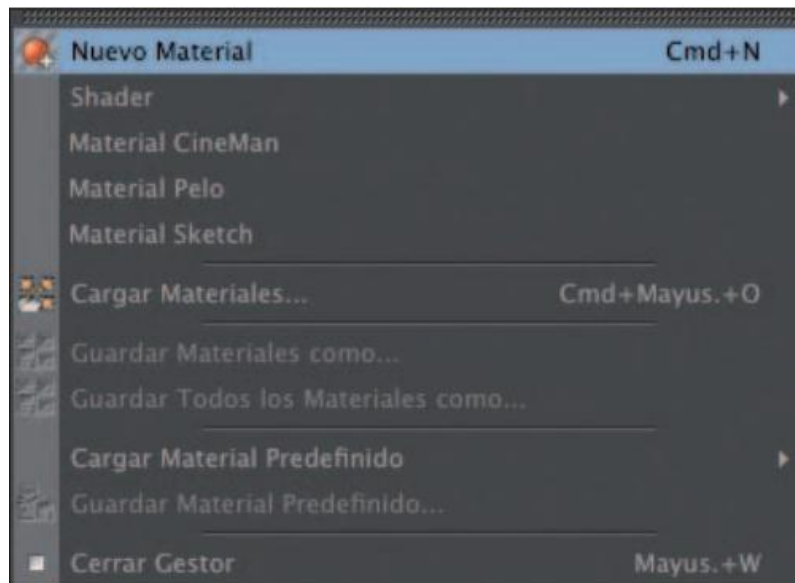 Nuevo Material Cmd+N
Shader
Material CineMan
Material Pelo
Material Sketch
Cargar Materiales... Cmd+Mayus.+O
Guardar Materiales como...
Guardar Todos los Materiales como...
Cargar Material Predefinido
Guardar Material Predefinido...
Cerrar Gestor Mayus.+W